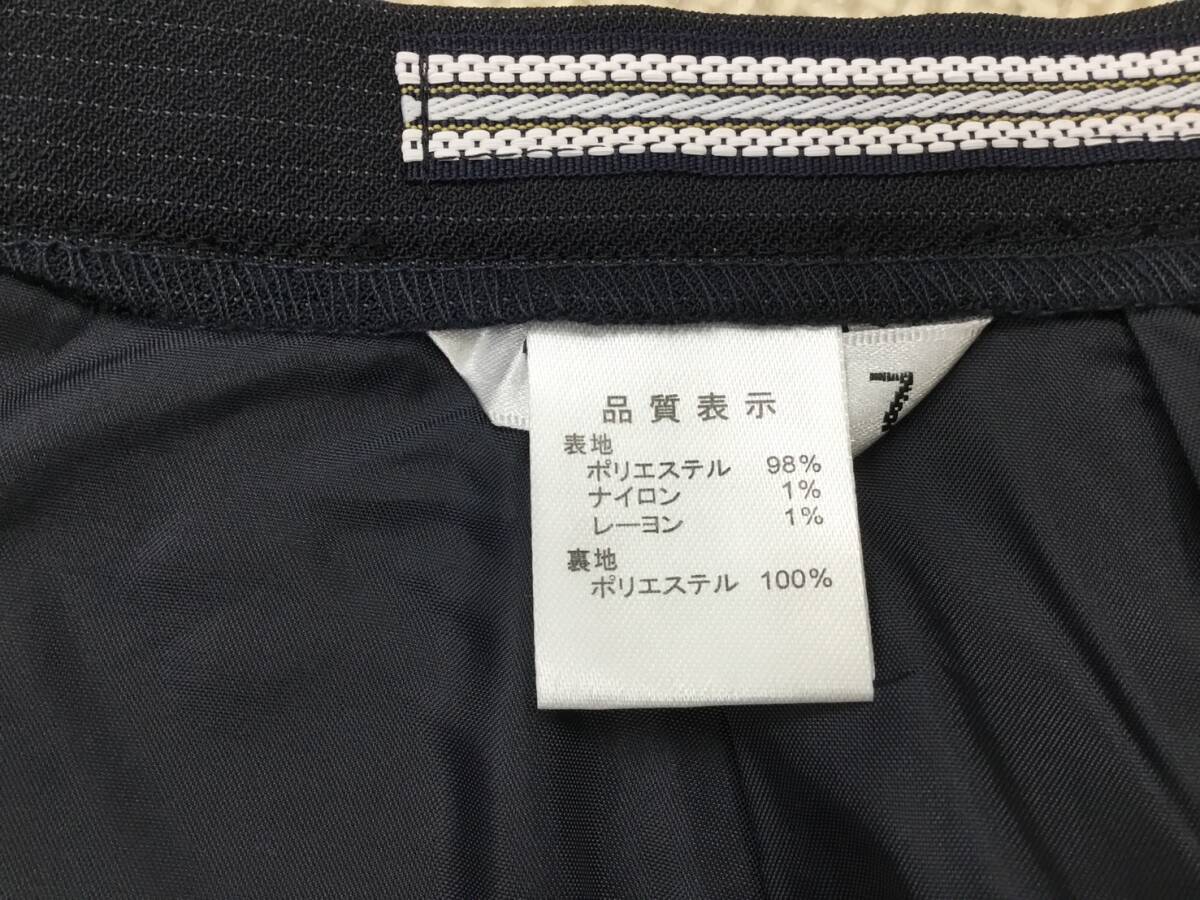 品質表示
表地
ポリエステル 98%
ナイロン 1%
レーヨン 1%
裏地
ポリエステル 100%
7